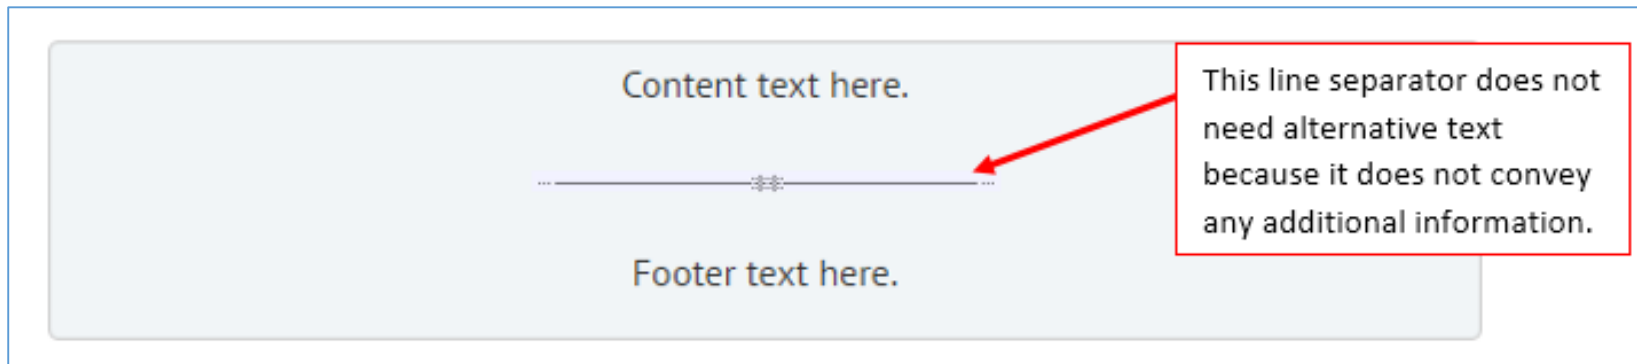 Content text here.
This line separator does not
need alternative text
because it does not convey
any additional information.
Footer text here.